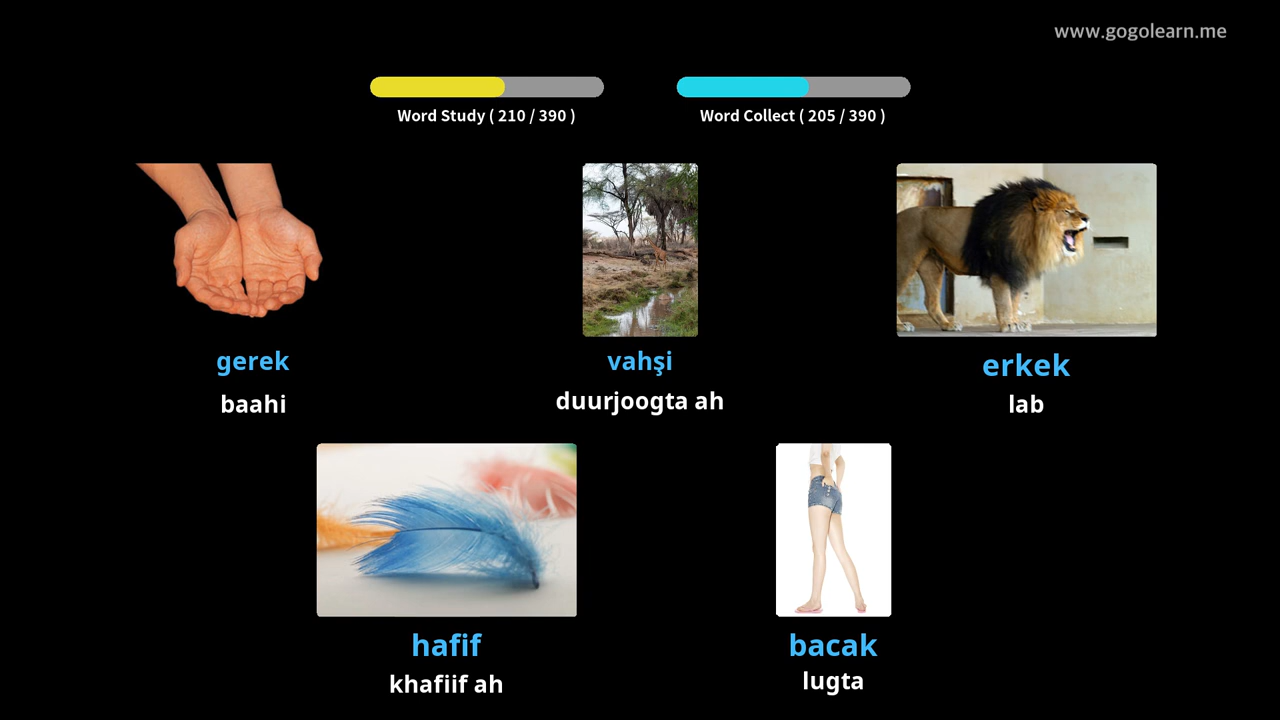 www.gogolearn.me
Word Study ( 210 / 390 )
Word Collect ( 205 / 390 )
gerek
baahi
vahşi
duurjoogta ah
erkek
lab
hafif
khafiif ah
bacak
lugta